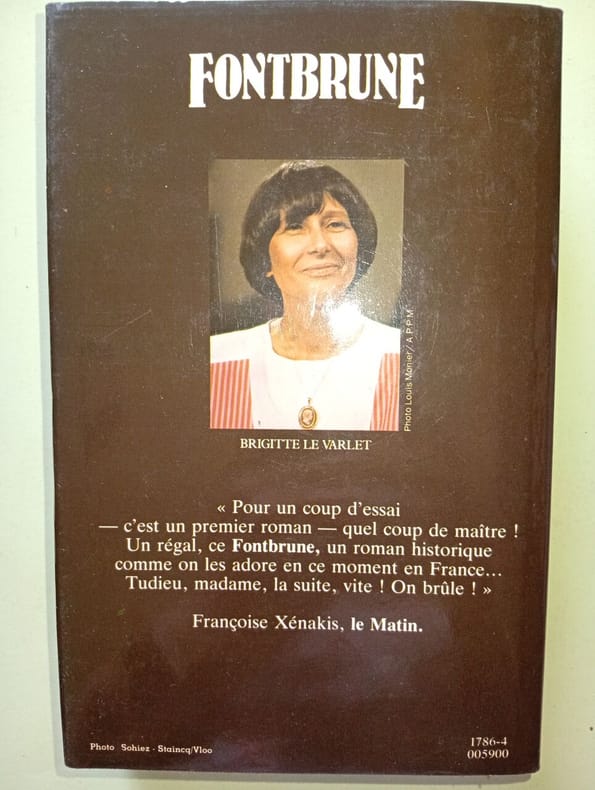 FONTBRUNE
Photo Louis Monier / A.P.P.M.
BRIGITTE LE VARLET
« Pour un coup d'essai
— c'est un premier roman — quel coup de maître !
Un régal, ce Fontbrune, un roman historique
comme on les adore en ce moment en France...
Tudieu, madame, la suite, vite ! On brûle ! »
Françoise Xénakis, le Matin.
Photo Sohiez - Staincq/Vloo
1786-4
005900